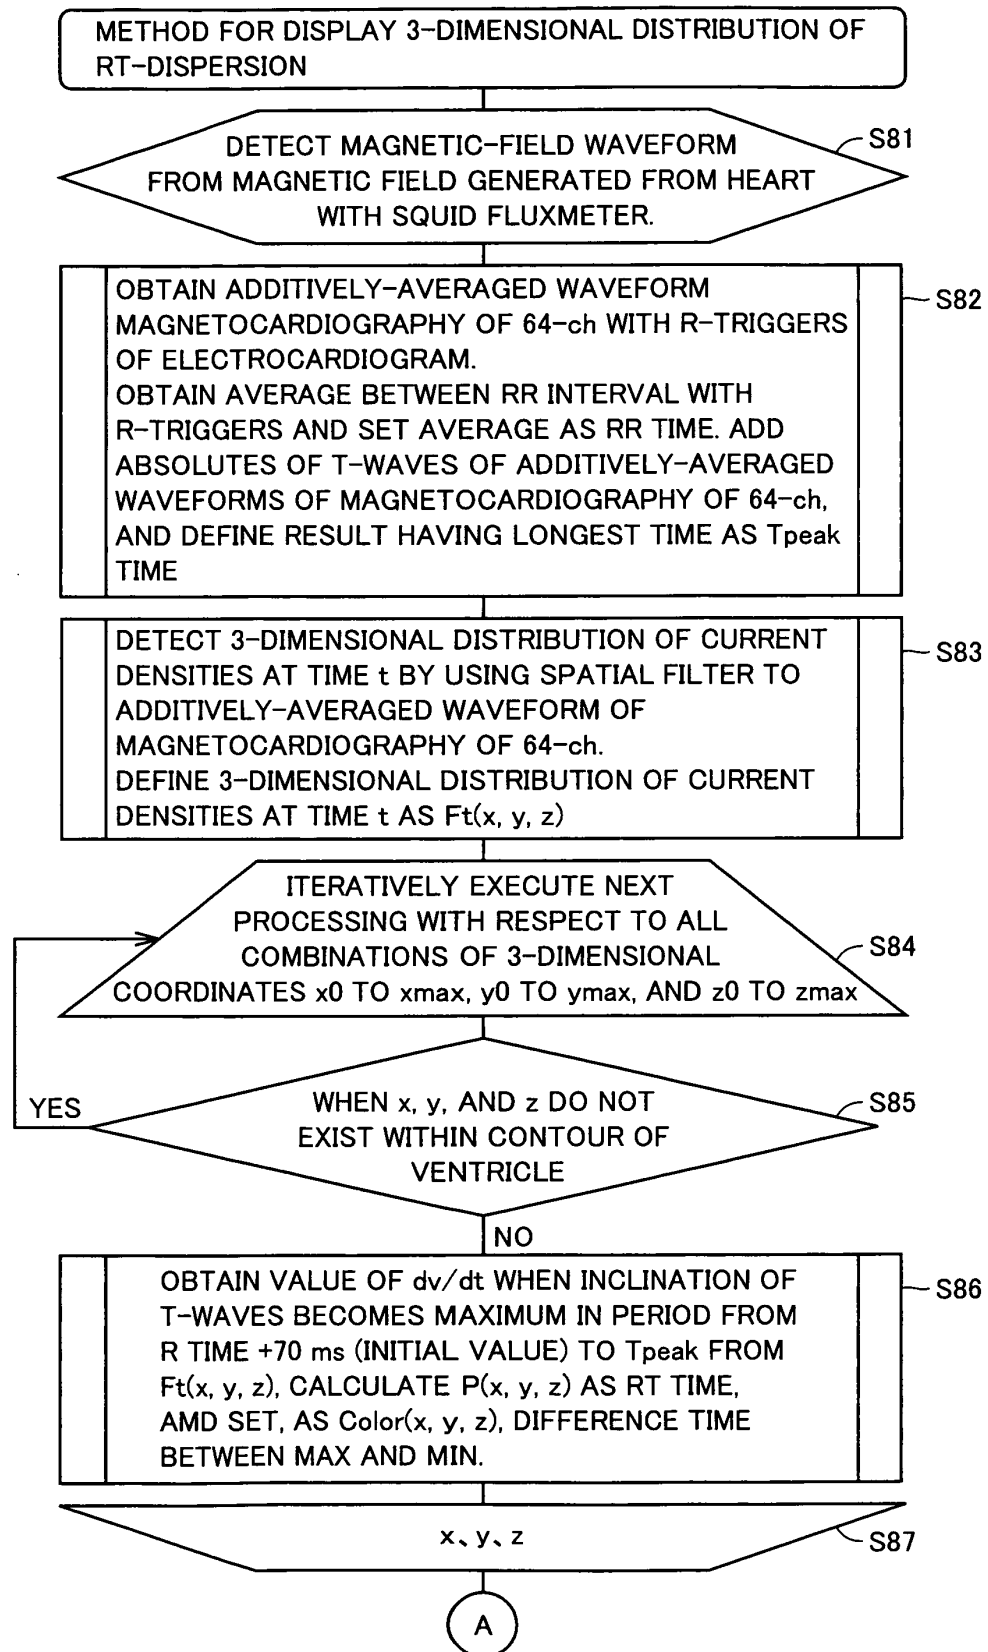 METHOD FOR DISPLAY 3-DIMENSIONAL DISTRIBUTION OF
RT-DISPERSION
DETECT MAGNETIC-FIELD WAVEFORM
FROM MAGNETIC FIELD GENERATED FROM HEART
WITH SQUID FLUXMETER.
S81
OBTAIN ADDITIVELY-AVERAGED WAVEFORM
MAGNETOCARDIOGRAPHY OF 64-ch WITH R-TRIGGERS
OF ELECTROCARDIOGRAM.
OBTAIN AVERAGE BETWEEN RR INTERVAL WITH
R-TRIGGERS AND SET AVERAGE AS RR TIME. ADD
ABSOLUTES OF T-WAVES OF ADDITIVELY-AVERAGED
WAVEFORMS OF MAGNETOCARDIOGRAPHY OF 64-ch,
AND DEFINE RESULT HAVING LONGEST TIME AS Tpeak
TIME
S82
DETECT 3-DIMENSIONAL DISTRIBUTION OF CURRENT
DENSITIES AT TIME t BY USING SPATIAL FILTER TO
ADDITIVELY-AVERAGED WAVEFORM OF
MAGNETOCARDIOGRAPHY OF 64-ch.
DEFINE 3-DIMENSIONAL DISTRIBUTION OF CURRENT
DENSITIES AT TIME t AS Ft(x, y, z)
S83
ITERATIVELY EXECUTE NEXT
PROCESSING WITH RESPECT TO ALL
COMBINATIONS OF 3-DIMENSIONAL
COORDINATES x0 TO xmax, y0 TO ymax, AND z0 TO zmax
S84
WHEN x, y, AND z DO NOT
EXIST WITHIN CONTOUR OF
VENTRICLE
S85
YES
NO
OBTAIN VALUE OF dv/dt WHEN INCLINATION OF
T-WAVES BECOMES MAXIMUM IN PERIOD FROM
R TIME +70 ms (INITIAL VALUE) TO Tpeak FROM
Ft(x, y, z), CALCULATE P(x, y, z) AS RT TIME,
AMD SET, AS Color(x, y, z), DIFFERENCE TIME
BETWEEN MAX AND MIN.
S86
x、y、z
S87
A